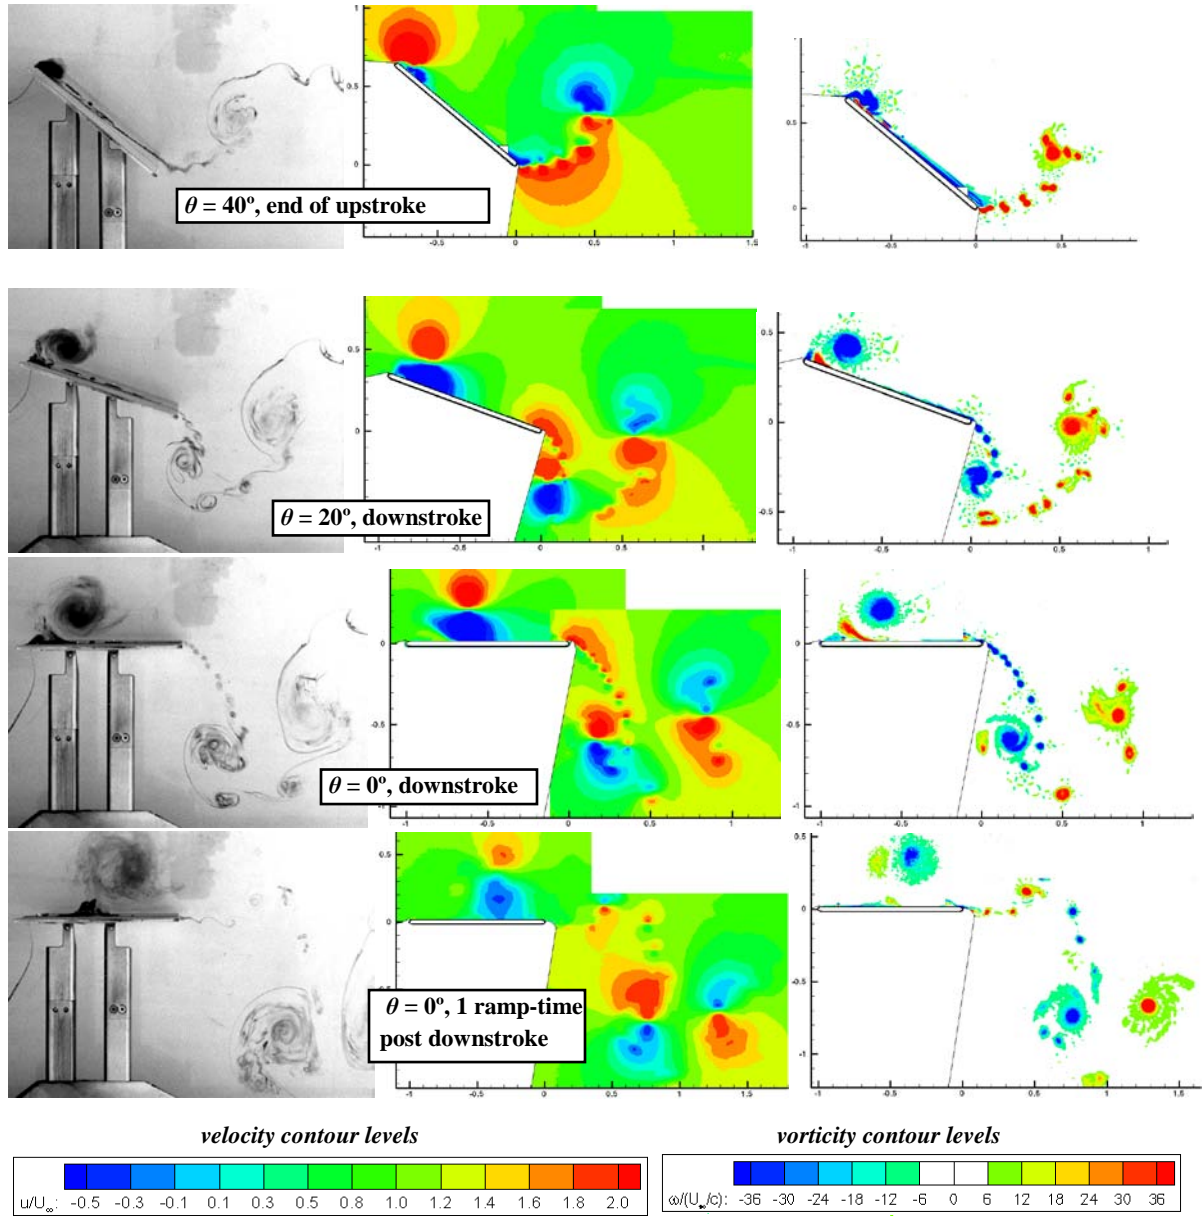 θ = 40º, end of upstroke
θ = 20º, downstroke
θ = 0º, downstroke
θ = 0º, 1 ramp-time
post downstroke
velocity contour levels
vorticity contour levels
u/U∞: -0.5 -0.3 -0.1 0.1 0.3 0.8 1.0 1.2 1.4 1.6 1.8 2.0
ω/(U∞/c) -36 -30 -24 -18 -12 -6 0 6 12 18 24 30 36